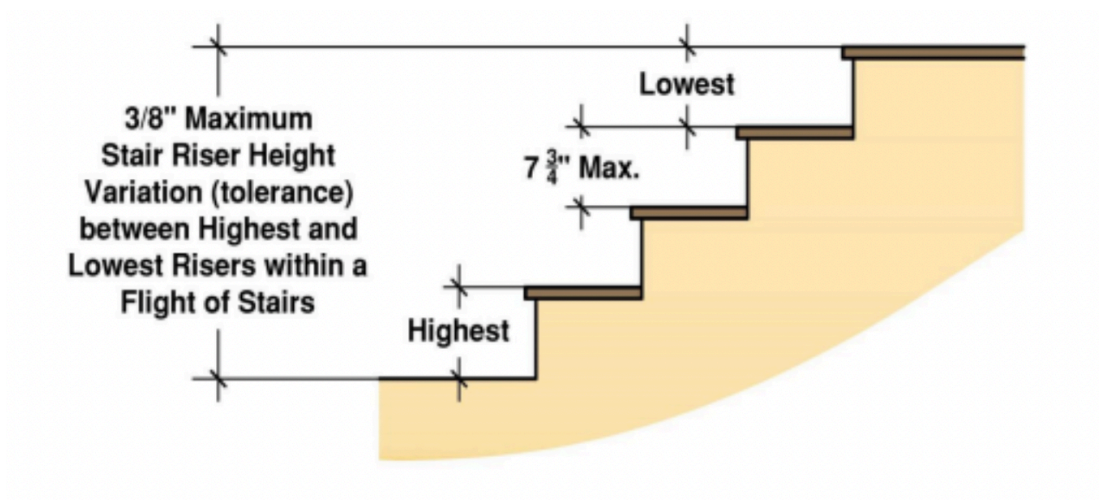 Lowest
3/8" Maximum
Stair Riser Height
Variation (tolerance)
between Highest and
Lowest Risers within a
Flight of Stairs
7 3/4" Max.
Highest